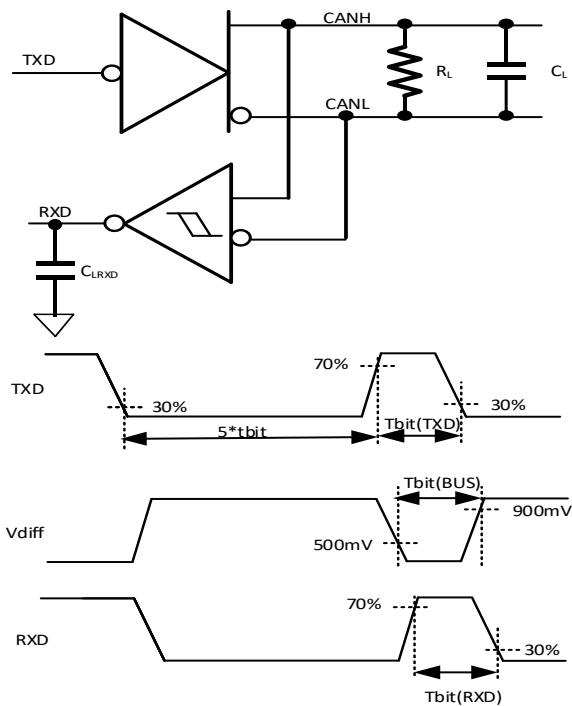 CANH
TXD
RL
CL
CANL
RXD
CLRXD
70%
TXD
30%
30%
5*tbit
Tbit(TXD)
Tbit(BUS)
900mV
Vdiff
500mV
70%
RXD
30%
Tbit(RXD)